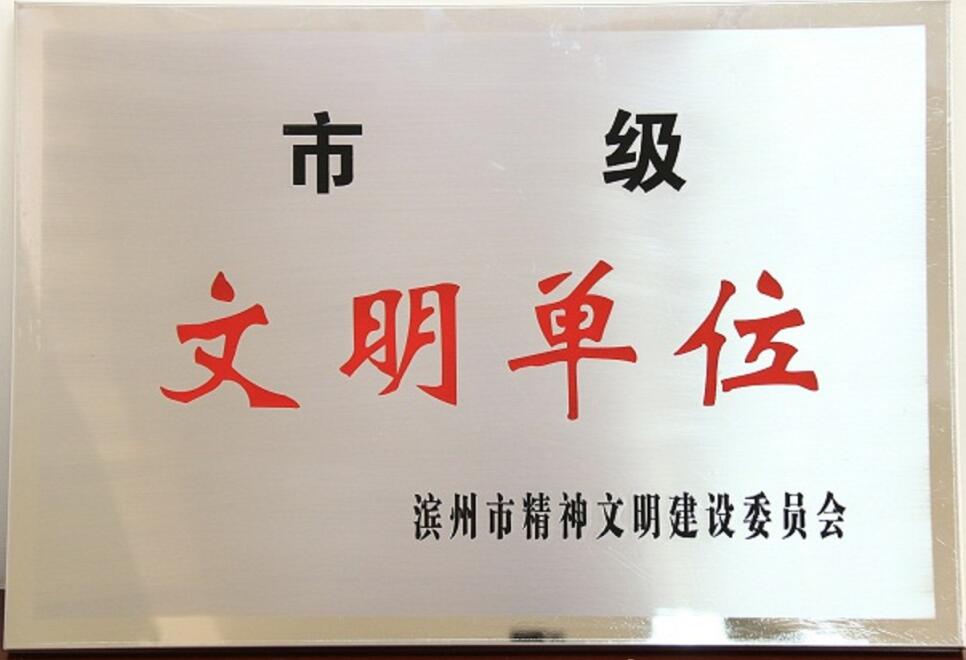 市级
文明单位
滨州市精神文明建设委员会